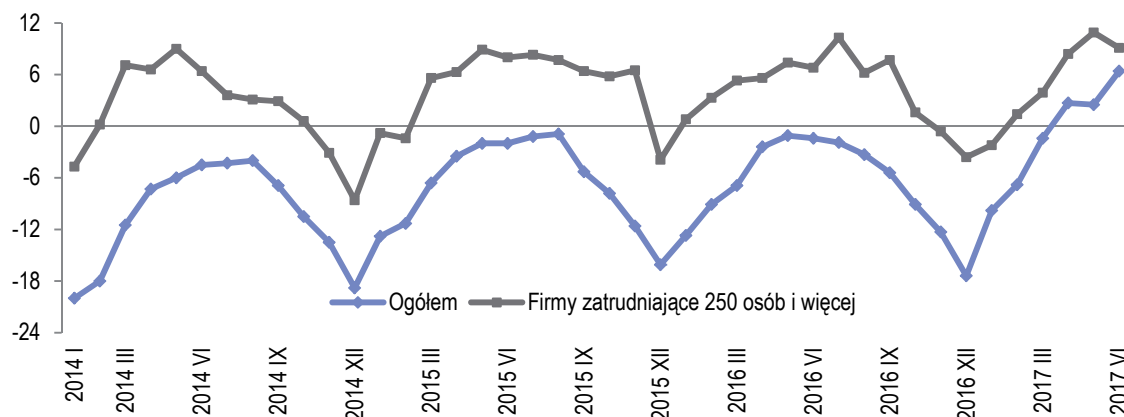 12
6
0
-6
-12
-18
-24
Ogółem
Firmy zatrudniające 250 osób i więcej
2014 I
2014 III
2014 VI
2014 IX
2014 XII
2015 III
2015 VI
2015 IX
2015 XII
2016 III
2016 VI
2016 IX
2016 XII
2017 III
2017 VI